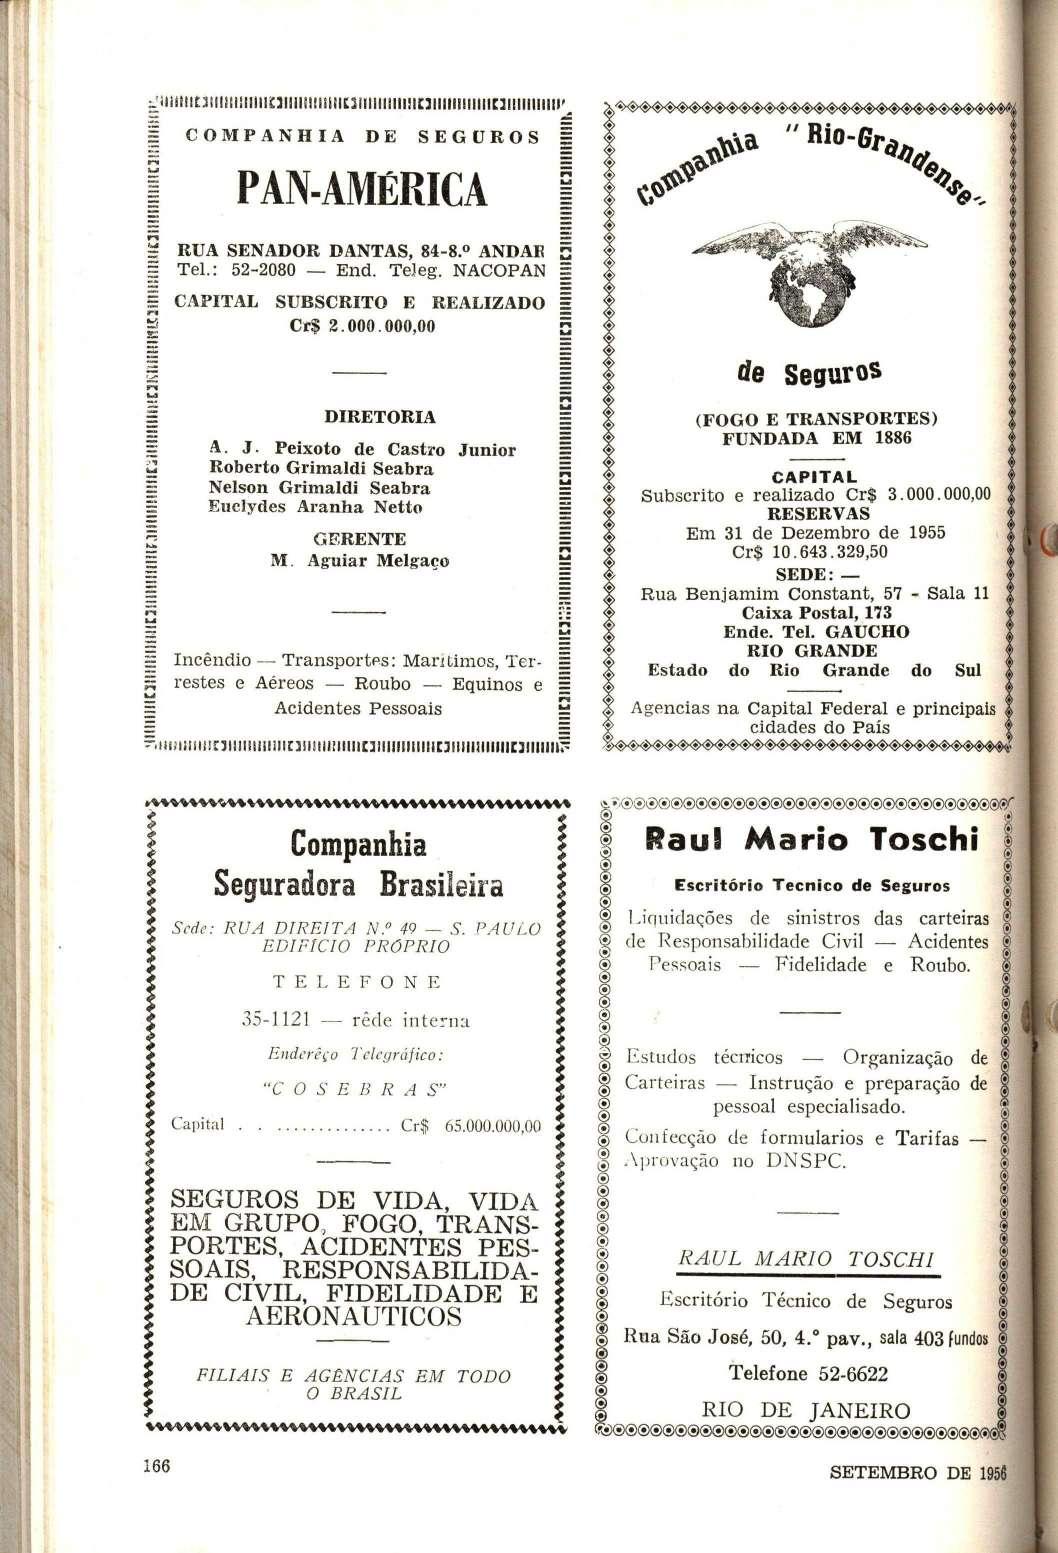 COMPANHIA DE SEGUROS
PAN-AMÉRICA
RUA SENADOR DANTAS, 84-8.º ANDAR
Tel.: 52-2080 — End. Teleg. NACOPAN
CAPITAL SUBSCRITO E REALIZADO
Cr$ 2.000.000,00
DIRETORIA
A. J. Peixoto de Castro Junior
Roberto Grimaldi Seabra
Nelson Grimaldi Seabra
Euclydes Aranha Netto
GERENTE
M. Aguiar Melgaço
Incêndio — Transportes: Maritimos, Ter-
restes e Aéreos — Roubo — Equinos e
Acidentes Pessoais
Companhia "Rio-Grandense"
de Seguros
(FOGO E TRANSPORTES)
FUNDADA EM 1886
CAPITAL
Subscrito e realizado Cr$ 3.000.000,00
RESERVAS
Em 31 de Dezembro de 1955
Cr$ 10.643.329,50
SEDE: —
Rua Benjamim Constant, 57 - Sala 11
Caixa Postal, 173
Ende. Tel. GAUCHO
RIO GRANDE
Estado do Rio Grande do Sul
Agencias na Capital Federal e principais
cidades do País
Companhia
Seguradora Brasileira
Sede: RUA DIREITA N.º 49 — S. PAULO
EDIFICIO PRÓPRIO
TELEFONE
35-1121 — rêde interna
Enderêço Telegráfico:
"COSEBRAS"
Capital . . ............... Cr$ 65.000.000,00
SEGUROS DE VIDA, VIDA
EM GRUPO, FOGO, TRANS-
PORTES, ACIDENTES PES-
SOAIS, RESPONSABILIDA-
DE CIVIL, FIDELIDADE E
AERONAUTICOS
FILIAIS E AGÊNCIAS EM TODO
O BRASIL
Raul Mario Toschi
Escritório Tecnico de Seguros
Liquidações de sinistros das carteiras
de Responsabilidade Civil — Acidentes
Pessoais — Fidelidade e Roubo.
Estudos técnicos — Organização de
Carteiras — Instrução e preparação de
pessoal especialisado.
Confecção de formularios e Tarifas —
Aprovação no DNSPC.
RAUL MARIO TOSCHI
Escritório Técnico de Seguros
Rua São José, 50, 4.º pav., sala 403 fundos
Telefone 52-6622
RIO DE JANEIRO
166
SETEMBRO DE 1956